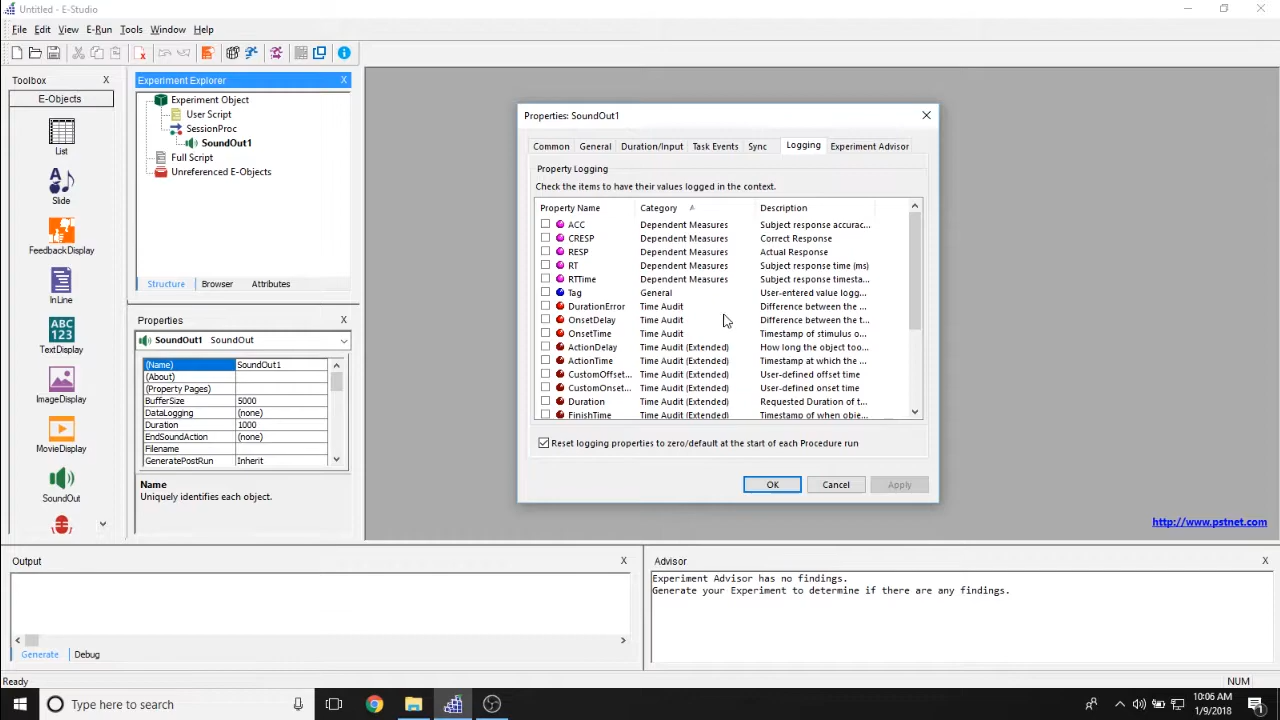 Untitled - E-Studio
File Edit View E-Run Tools Window Help
Toolbox X
E-Objects
List
Slide
FeedbackDisplay
InLine
ABC
123
TextDisplay
ImageDisplay
MovieDisplay
SoundOut
Experiment Explorer X
Experiment Object
User Script
SessionProc
SoundOut1
Full Script
Unreferenced E-Objects
Structure Browser Attributes
Properties X
SoundOut1 SoundOut
(Name) SoundOut1
(About)
(Property Pages)
BufferSize 5000
DataLogging (none)
Duration 1000
EndSoundAction (none)
Filename
GeneratePostRun Inherit
Name
Uniquely identifies each object.
Properties: SoundOut1
Common General Duration/Input Task Events Sync Logging Experiment Advisor
Property Logging
Check the items to have their values logged in the context.
Property Name Category Description
ACC Dependent Measures Subject response accurac...
CRESP Dependent Measures Correct Response
RESP Dependent Measures Actual Response
RT Dependent Measures Subject response time (ms)
RTTime Dependent Measures Subject response timesta...
Tag General User-entered value logg...
DurationError Time Audit Difference between the ...
OnsetDelay Time Audit Difference between the t...
OnsetTime Time Audit Timestamp of stimulus o...
ActionDelay Time Audit (Extended) How long the object too...
ActionTime Time Audit (Extended) Timestamp at which the ...
CustomOffset... Time Audit (Extended) User-defined offset time
CustomOnset... Time Audit (Extended) User-defined onset time
Duration Time Audit (Extended) Requested Duration of t...
FinishTime Time Audit (Extended) Timestamp of when obje...
Reset logging properties to zero/default at the start of each Procedure run
OK Cancel Apply
http://www.pstnet.com
Output X
Generate Debug
Advisor X
Experiment Advisor has no findings.
Generate your Experiment to determine if there are any findings.
Ready NUM
Type here to search
10:06 AM
1/9/2018